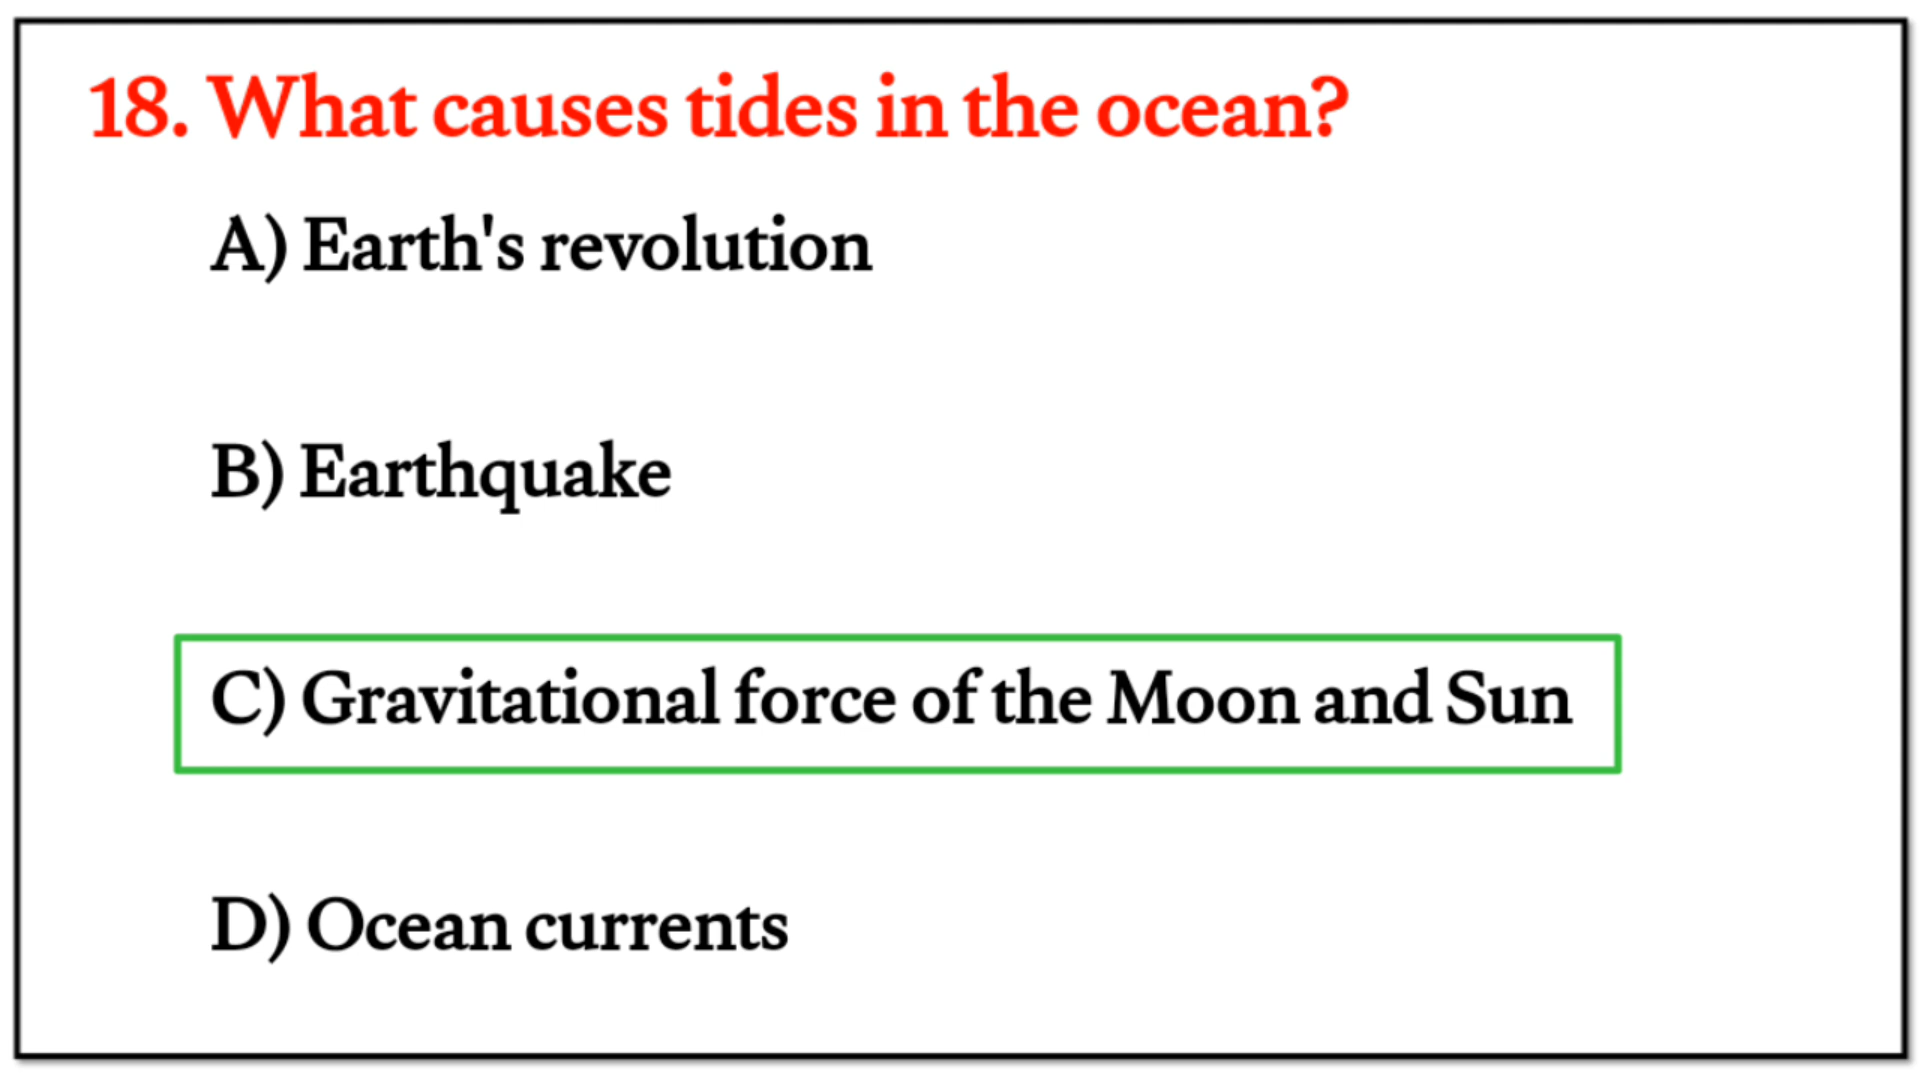 18. What causes tides in the ocean?
A) Earth's revolution
B) Earthquake
C) Gravitational force of the Moon and Sun
D) Ocean currents